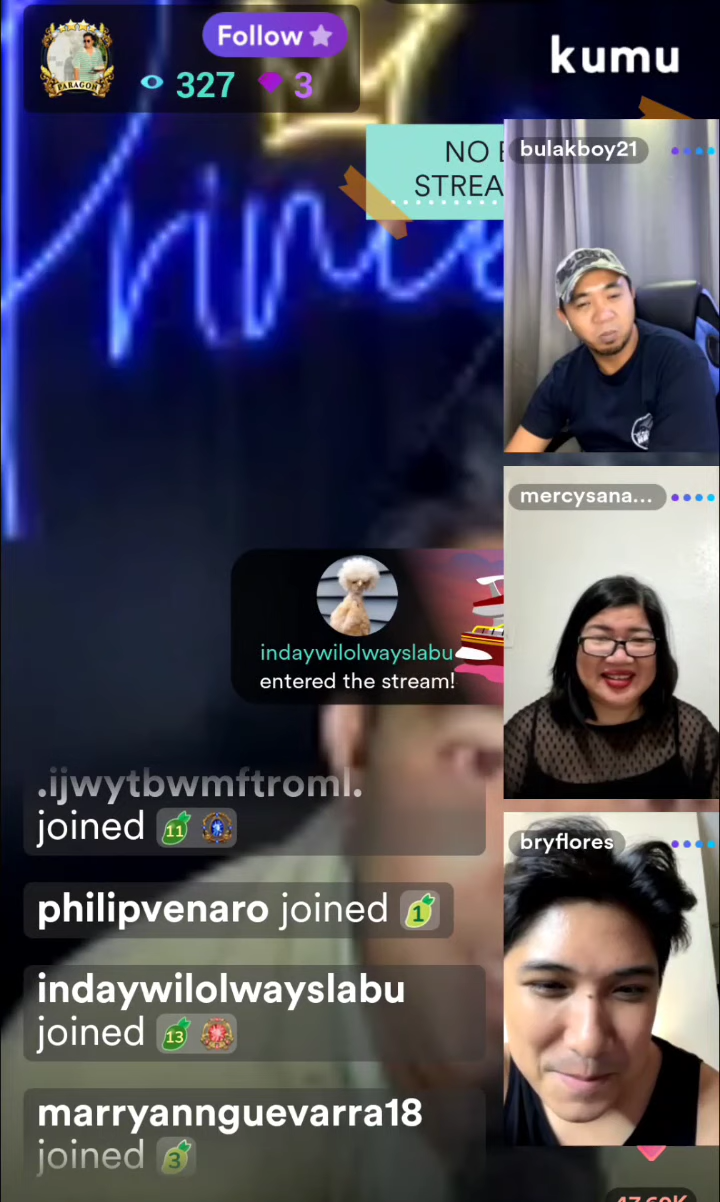 Follow
PARAGON
327
3
kumu
NO
STREA
bulakboy21
mercysana...
indaywilolwayslabu
entered the stream!
.ijwytbwmftroml.
joined 11
bryflores
philipvenaro joined 1
indaywilolwayslabu
joined 13
marryannguevarra18
joined 3